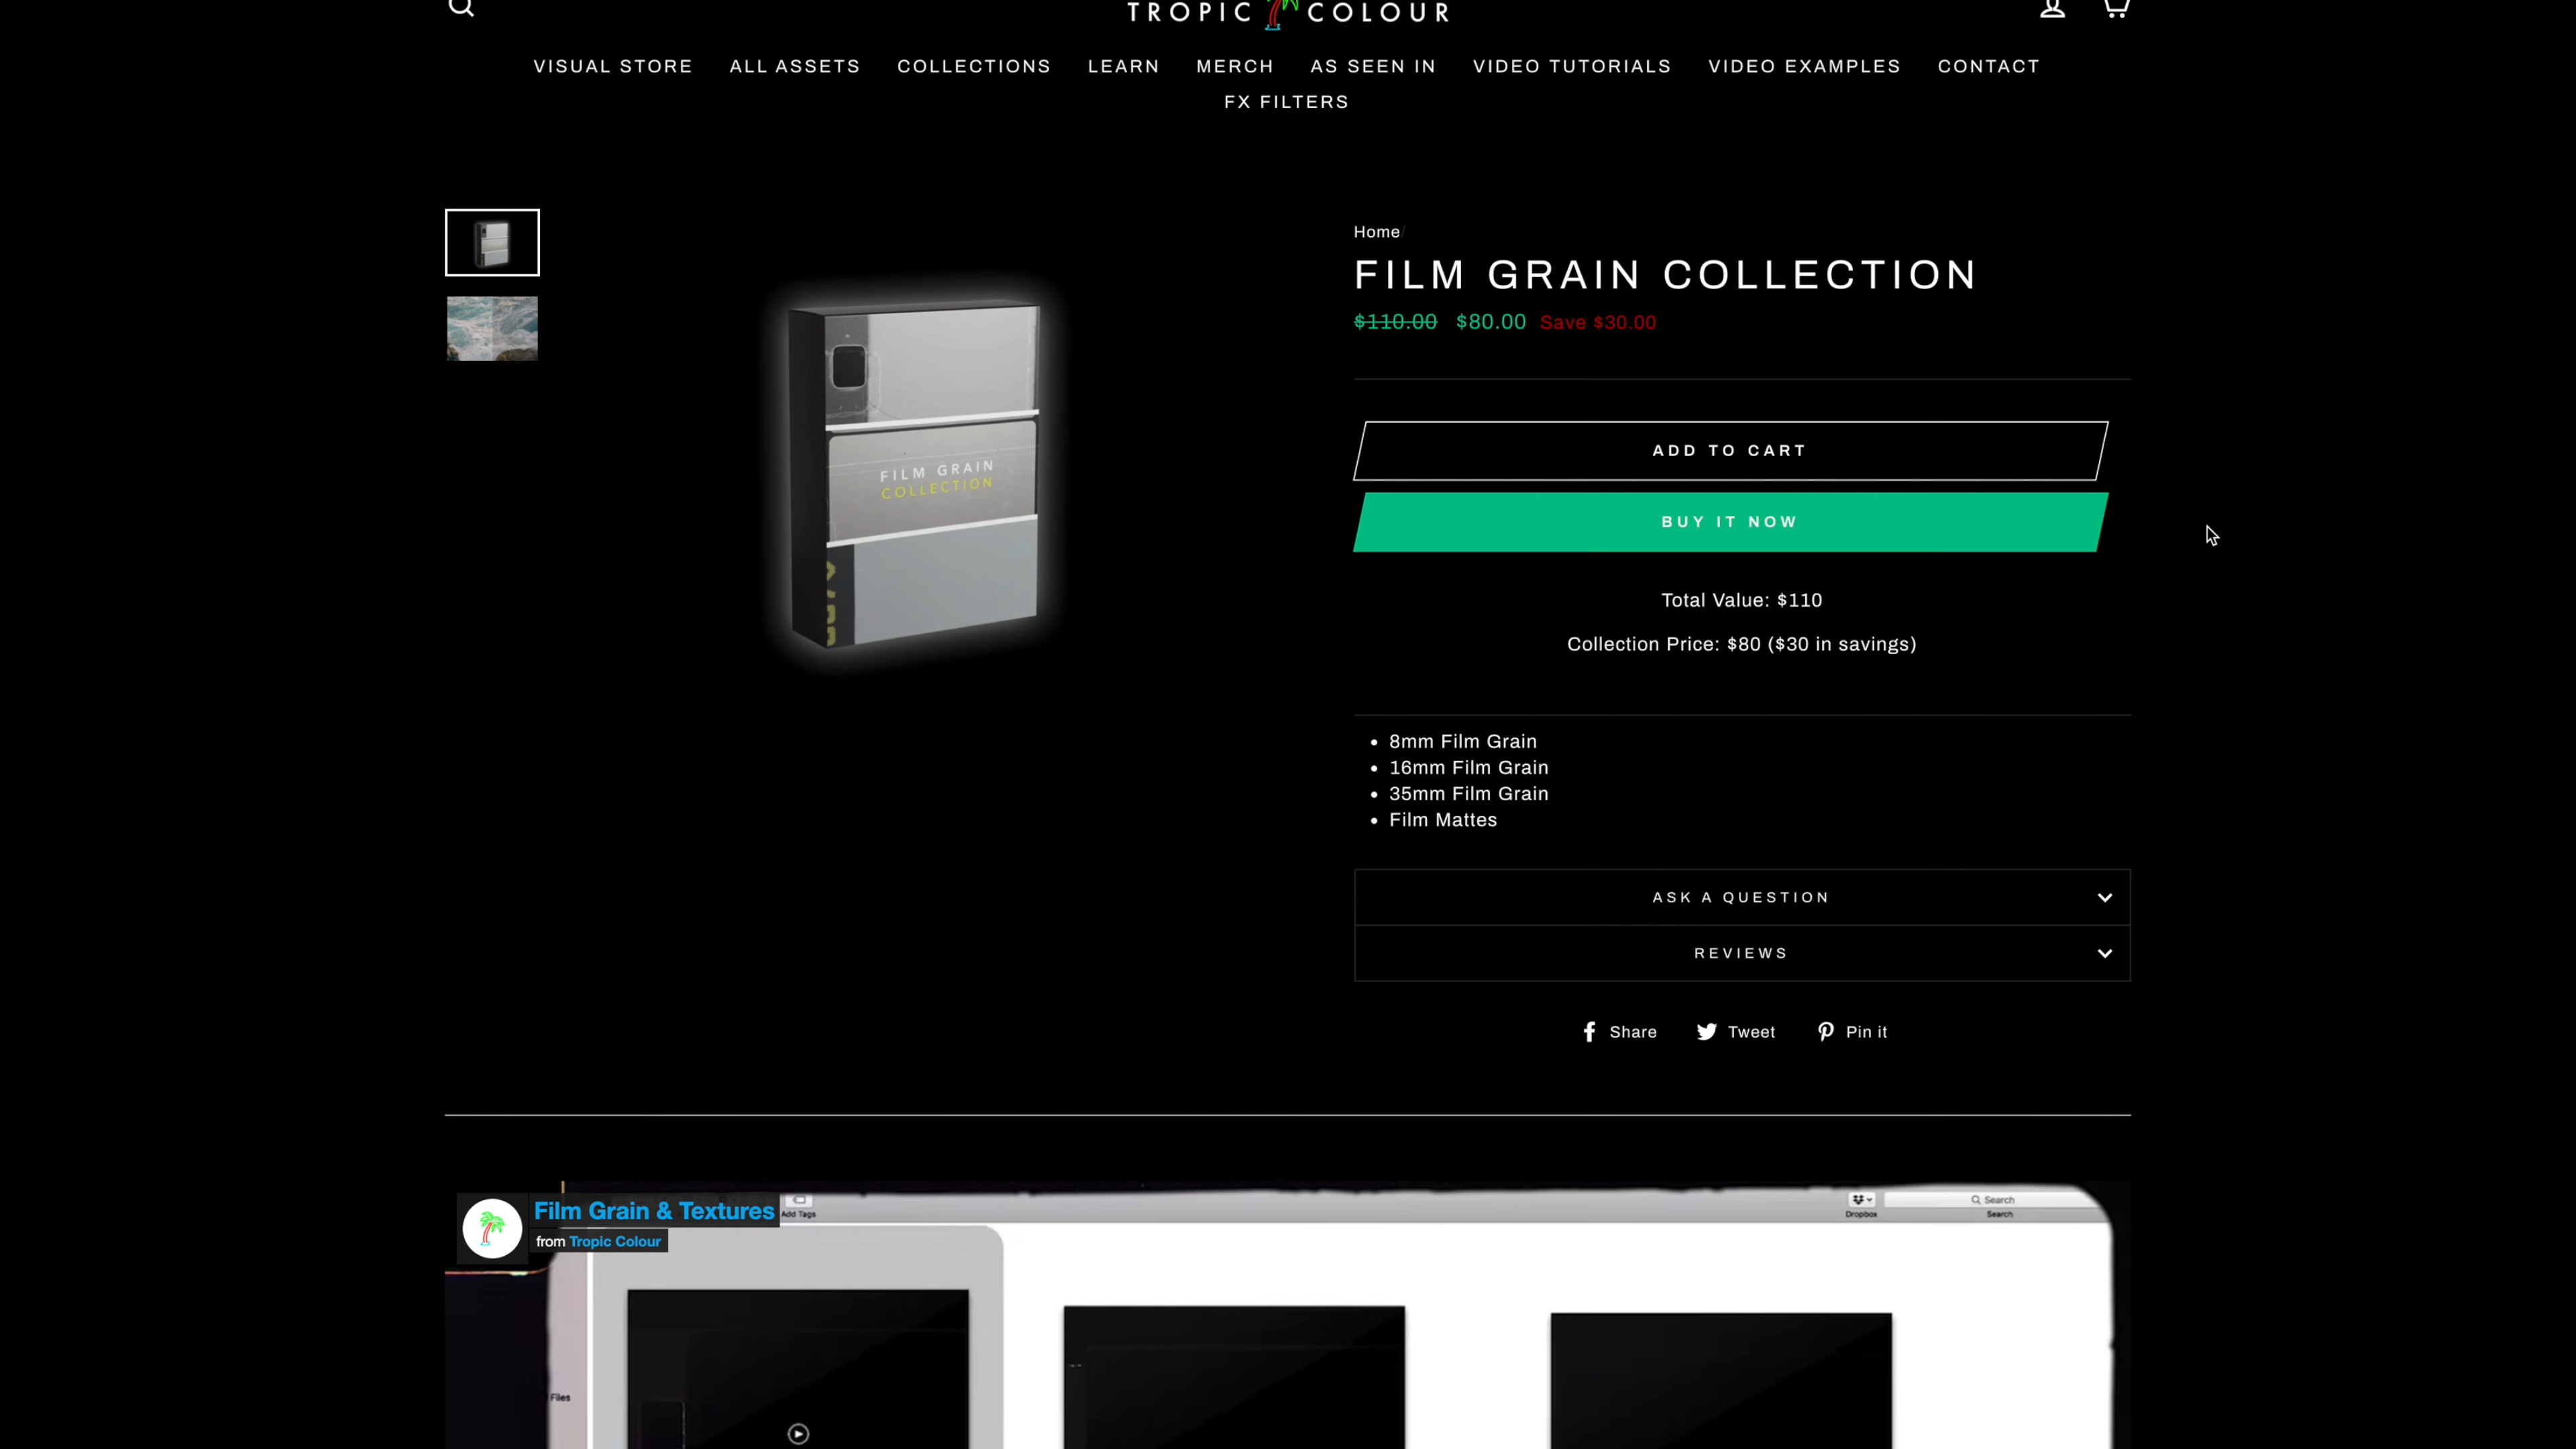 TROPIC COLOUR
VISUAL STORE ALL ASSETS COLLECTIONS LEARN MERCH AS SEEN IN VIDEO TUTORIALS VIDEO EXAMPLES CONTACT
FX FILTERS
Home/
FILM GRAIN COLLECTION
$110.00 $80.00 Save $30.00
FILM GRAIN
COLLECTION
ADD TO CART
BUY IT NOW
Total Value: $110
Collection Price: $80 ($30 in savings)
• 8mm Film Grain
• 16mm Film Grain
• 35mm Film Grain
• Film Mattes
ASK A QUESTION
REVIEWS
Share Tweet Pin it
Film Grain & Textures
from Tropic Colour
Add Tags
Dropbox
Search
Search
Files